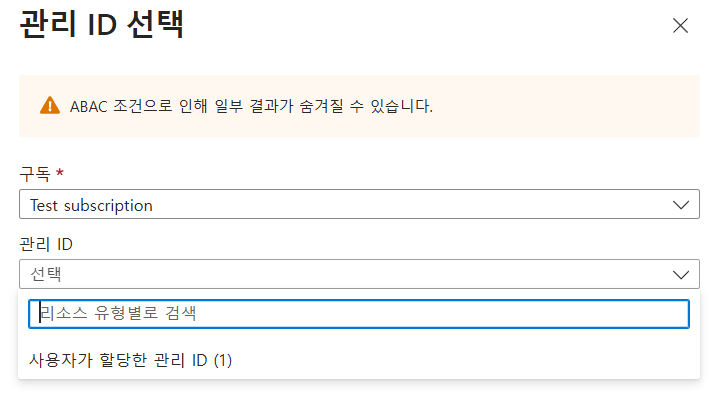 관리 ID 선택
ABAC 조건으로 인해 일부 결과가 숨겨질 수 있습니다.
구독 *
Test subscription
관리 ID
선택
리소스 유형별로 검색
사용자가 할당한 관리 ID (1)